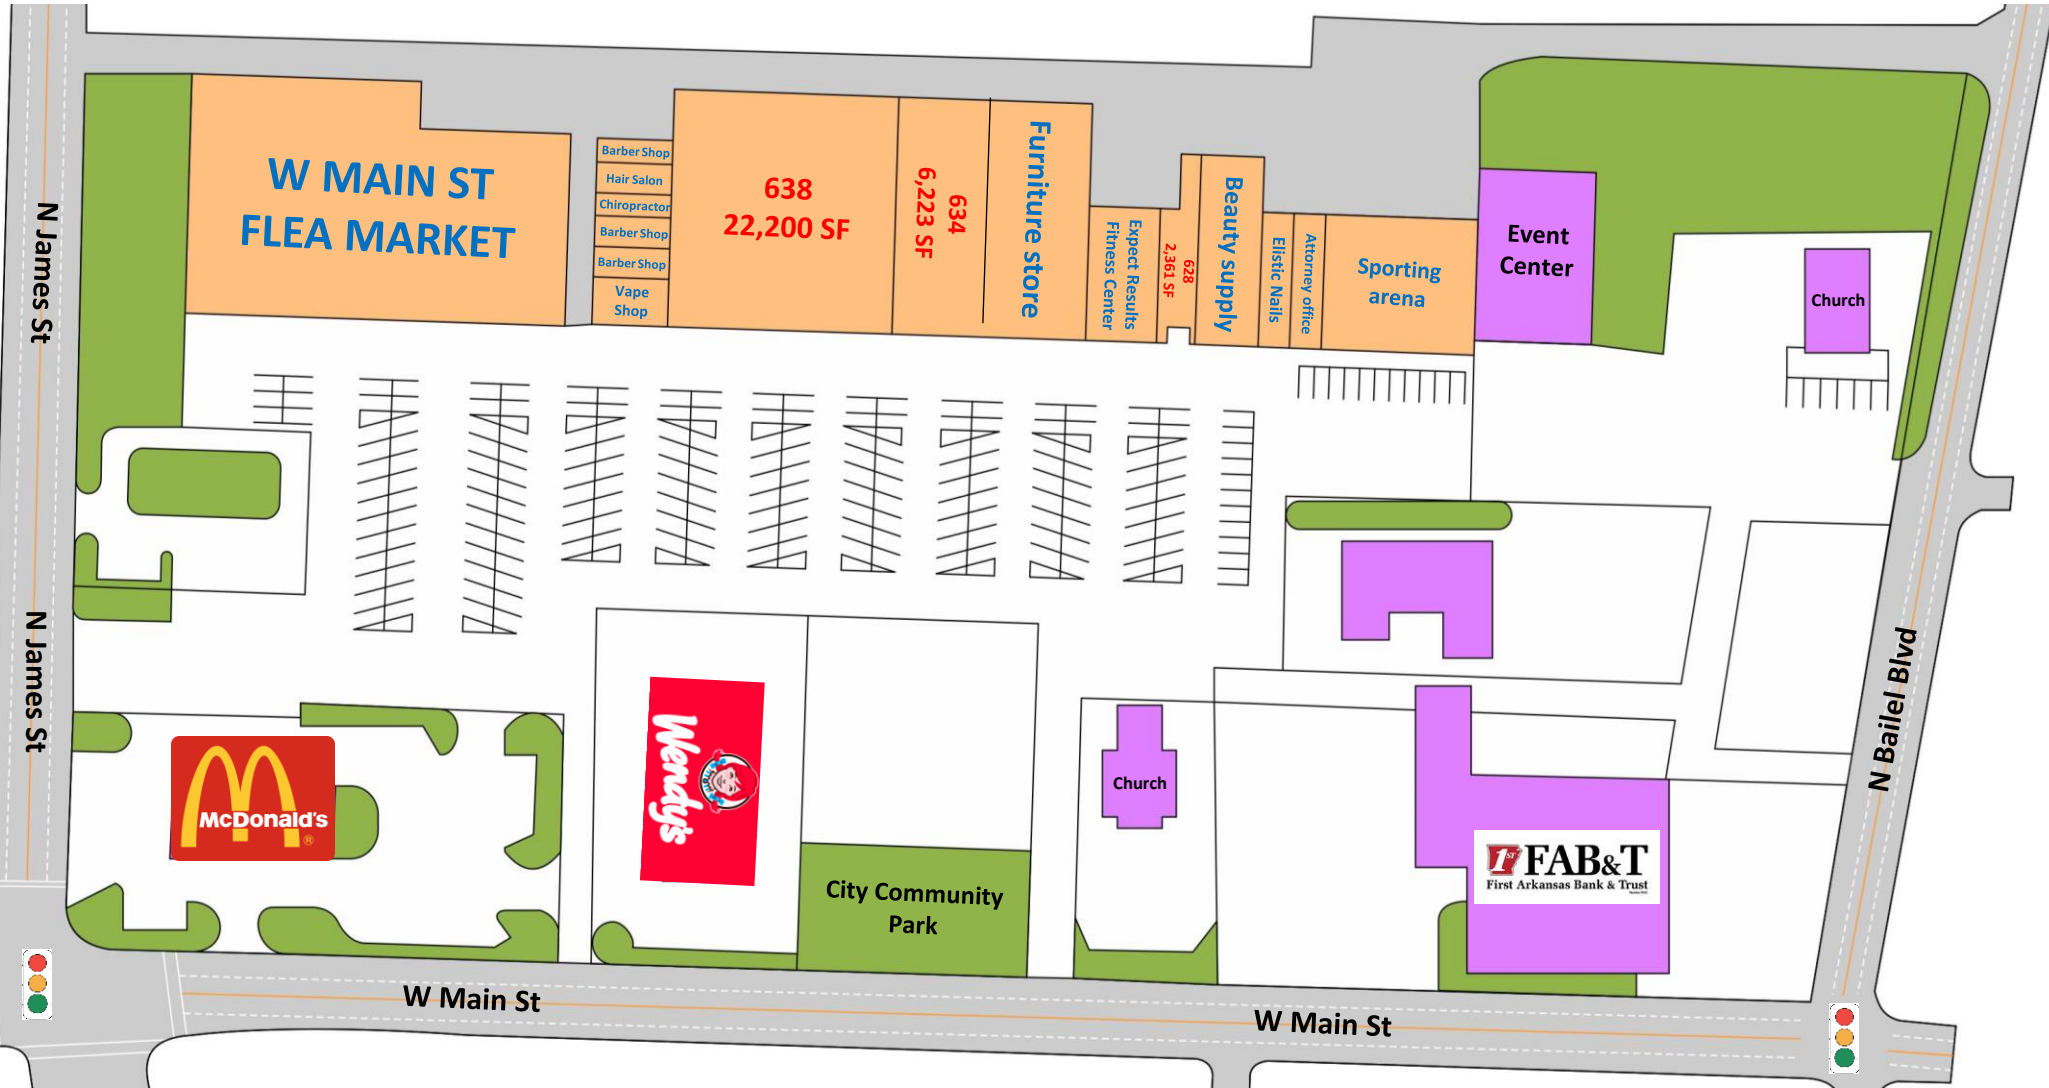 N James St
N James St
W MAIN ST
FLEA MARKET
Barber Shop
Hair Salon
Chiropractor
Barber Shop
Barber Shop
Vape
Shop
638
22,200 SF
634
6,223 SF
Furniture store
Expect Results
Fitness Center
628
2,361 SF
Beauty supply
Elistic Nails
Attorney office
Sporting
arena
Event
Center
Church
N Bailel Blvd
McDonald's
®
Wendy's
City Community
Park
Church
1ST FAB&T
First Arkansas Bank & Trust
W Main St
W Main St